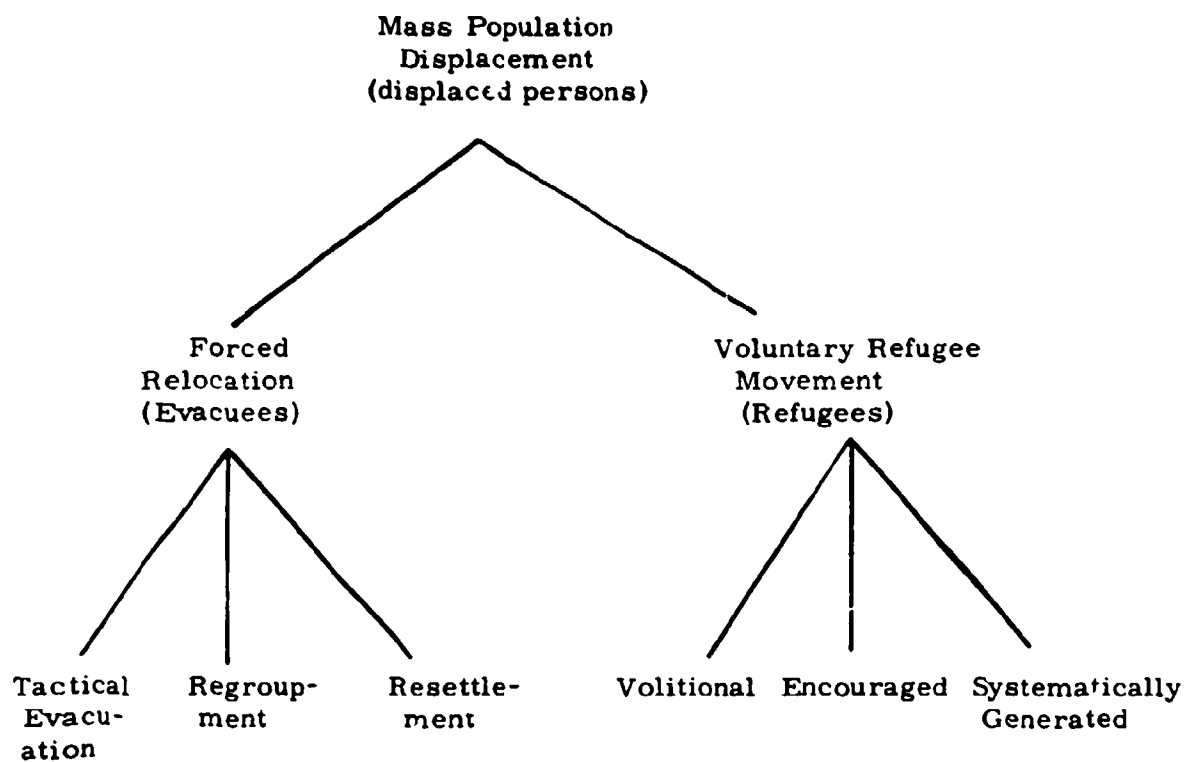 Mass Population
Displacement
(displaced persons)
Forced
Relocation
(Evacuees)
Voluntary Refugee
Movement
(Refugees)
Tactical
Evacu-
ation
Regroup-
ment
Resettle-
ment
Volitional
Encouraged
Systematically
Generated